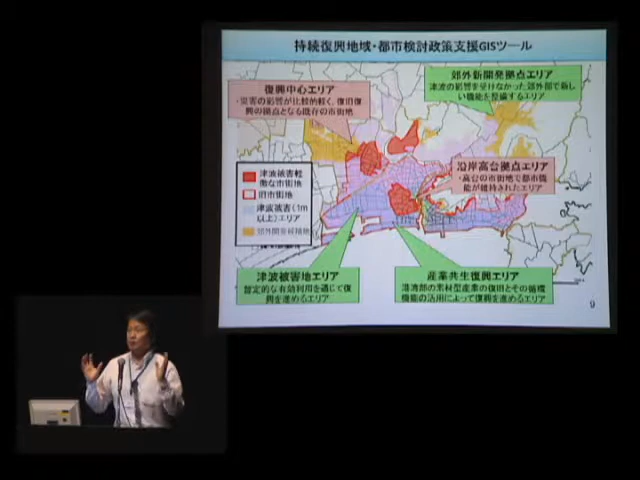 持続復興地域・都市検討政策支援GISツール
復興中心エリア
・災害の影響が比較的軽く、復旧復
興の拠点となる既存の市街地
郊外新開発拠点エリア
津波の影響を受けなかった郊外部で新し
い機能を整備するエリア
沿岸高台拠点エリア
・高台の市街地で都市機
能が維持されたエリア
津波被害軽
微な市街地
旧市街地
津波被害(1m
以上)エリア
郊外開発候補地
津波被害地エリア
暫定的な有効利用を通じて復
興を進めるエリア
産業共生復興エリア
港湾部の素材型産業の復旧とその循環
機能の活用によって復興を進めるエリア
9